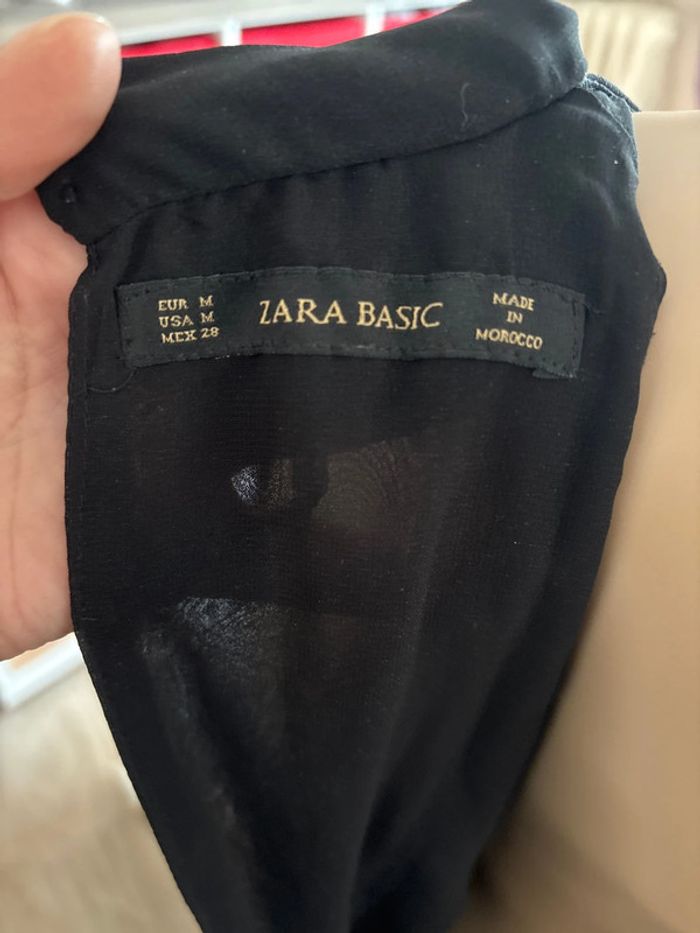 EUR M
USA M
MEX 28
ZARA BASIC
MADE
IN
MOROCCO